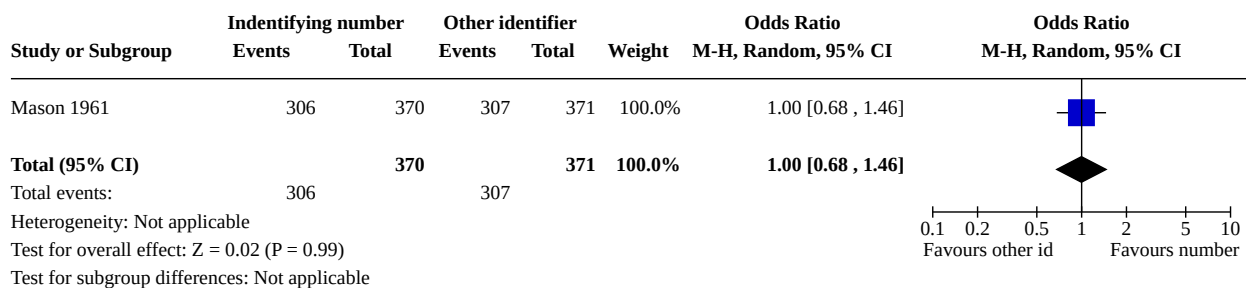 Indentifying number Other identifier Odds Ratio Odds Ratio
Study or Subgroup Events Total Events Total Weight M-H, Random, 95% CI M-H, Random, 95% CI
Mason 1961 306 370 307 371 100.0% 1.00 [0.68 , 1.46]
Total (95% CI) 370 371 100.0% 1.00 [0.68 , 1.46]
Total events: 306 307
Heterogeneity: Not applicable
0.1 0.2 0.5 1 2 5 10
Test for overall effect: Z = 0.02 (P = 0.99) Favours other id Favours number
Test for subgroup differences: Not applicable